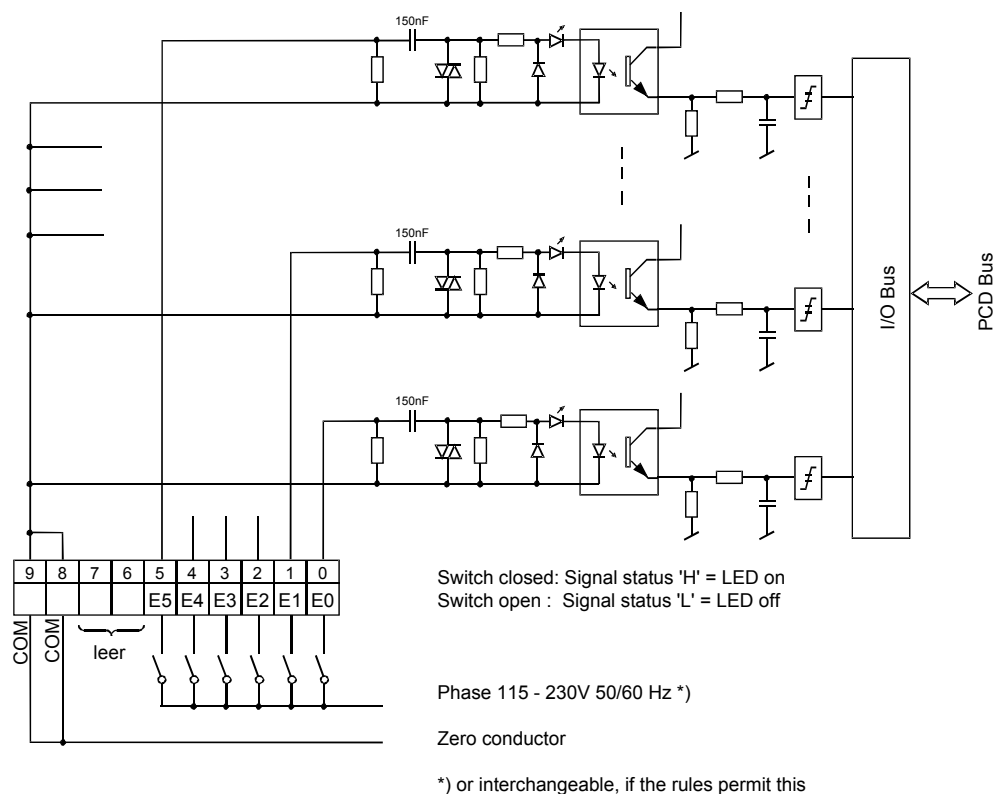 150nF
150nF
I/O Bus
PCD Bus
150nF
9 8 7 6 5 4 3 2 1 0
E5 E4 E3 E2 E1 E0
COM
COM
leer
Switch closed: Signal status 'H' = LED on
Switch open : Signal status 'L' = LED off
Phase 115 - 230V 50/60 Hz *)
Zero conductor
*) or interchangeable, if the rules permit this